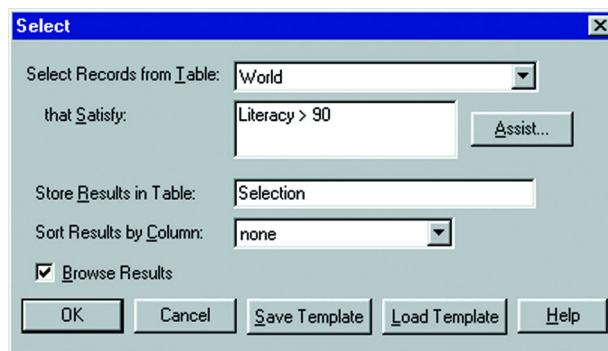 Select
Select Records from Table: World
that Satisfy: Literacy > 90
Assist...
Store Results in Table: Selection
Sort Results by Column: none
Browse Results
OK Cancel Save Template Load Template Help